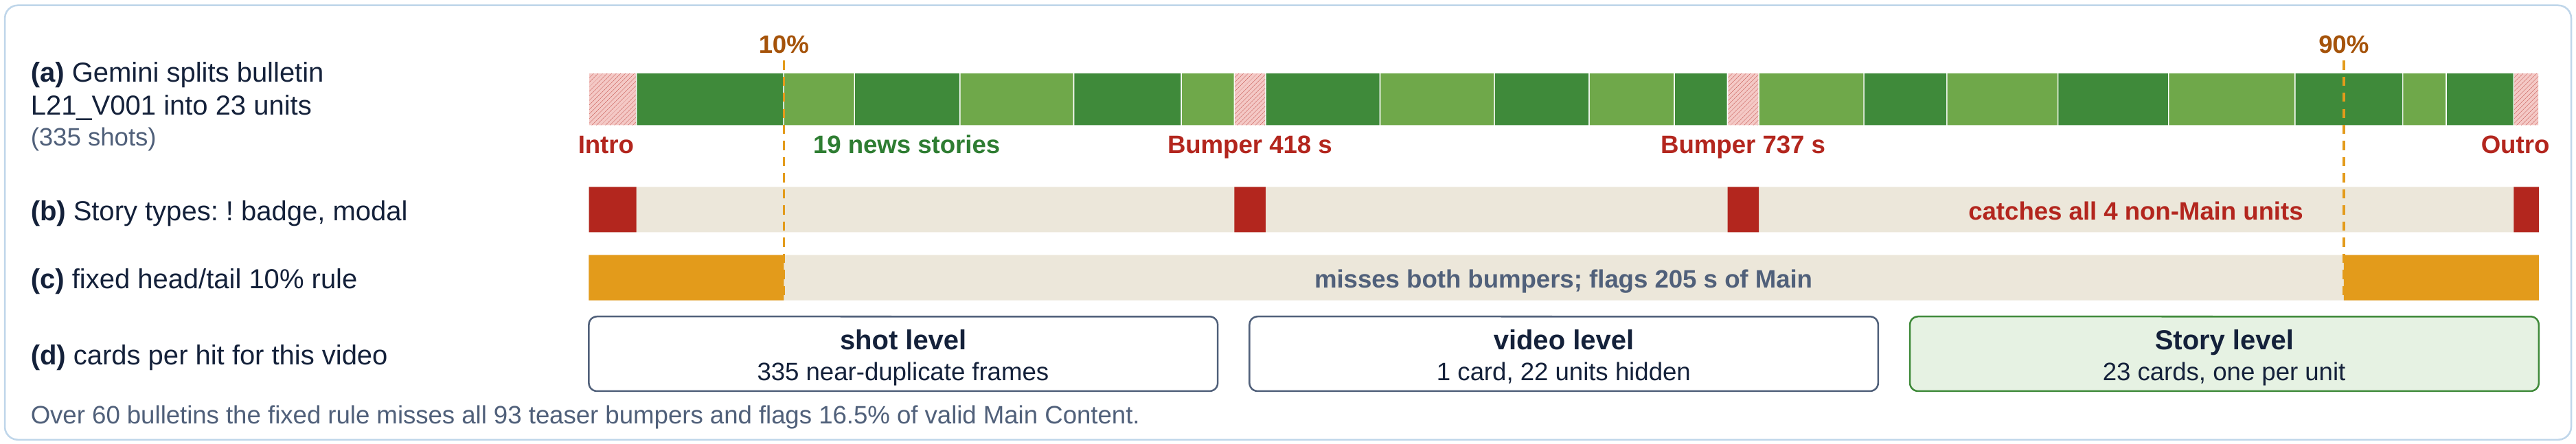 10%
90%
(a) Gemini splits bulletin
L21_V001 into 23 units
(335 shots)
Intro
19 news stories
Bumper 418 s
Bumper 737 s
Outro
(b) Story types: ! badge, modal
catches all 4 non-Main units
(c) fixed head/tail 10% rule
misses both bumpers; flags 205 s of Main
(d) cards per hit for this video
shot level
335 near-duplicate frames
video level
1 card, 22 units hidden
Story level
23 cards, one per unit
Over 60 bulletins the fixed rule misses all 93 teaser bumpers and flags 16.5% of valid Main Content.